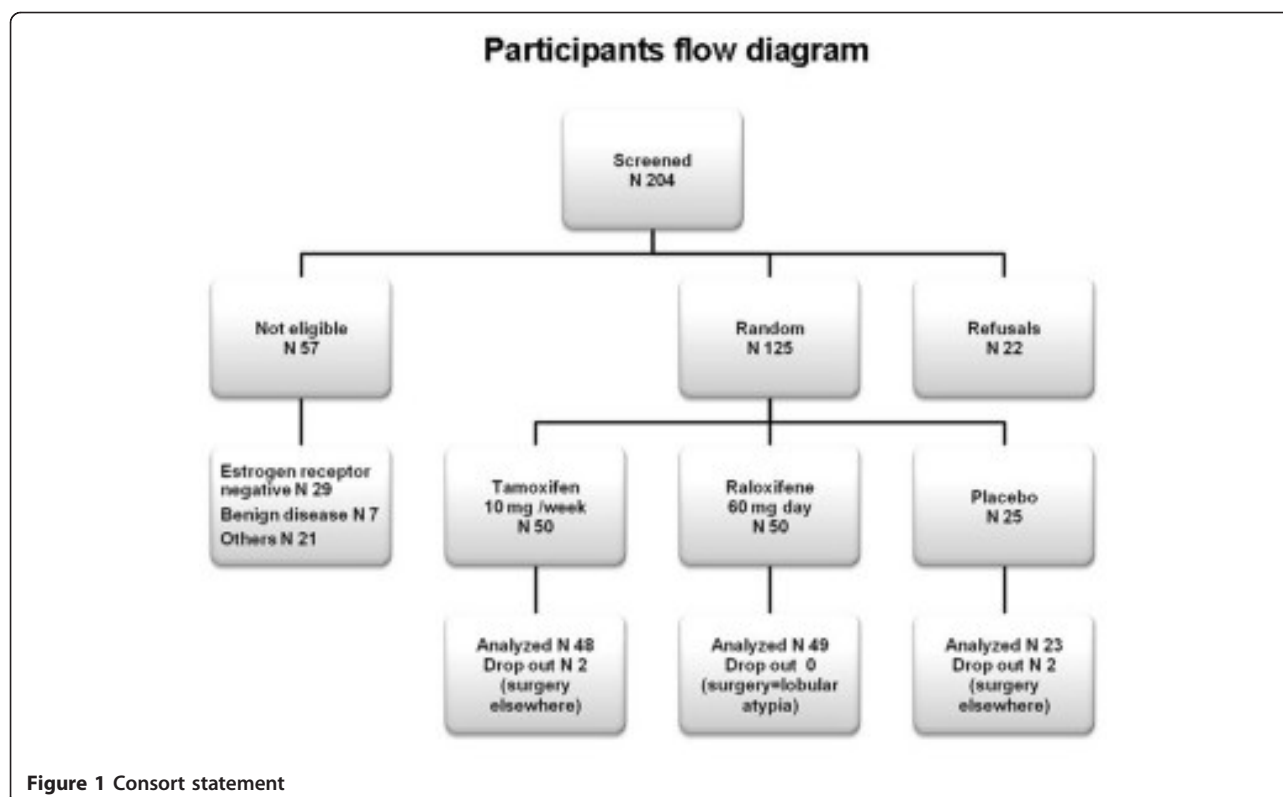 Participants flow diagram
Screened
N 204
Not eligible
N 57
Random
N 125
Refusals
N 22
Estrogen receptor
negative N 29
Benign disease N 7
Others N 21
Tamoxifen
10 mg /week
N 50
Raloxifene
60 mg day
N 50
Placebo
N 25
Analyzed N 48
Drop out N 2
(surgery
elsewhere)
Analyzed N 49
Drop out 0
(surgery=lobular
atypia)
Analyzed N 23
Drop out N 2
(surgery
elsewhere)
Figure 1 Consort statement